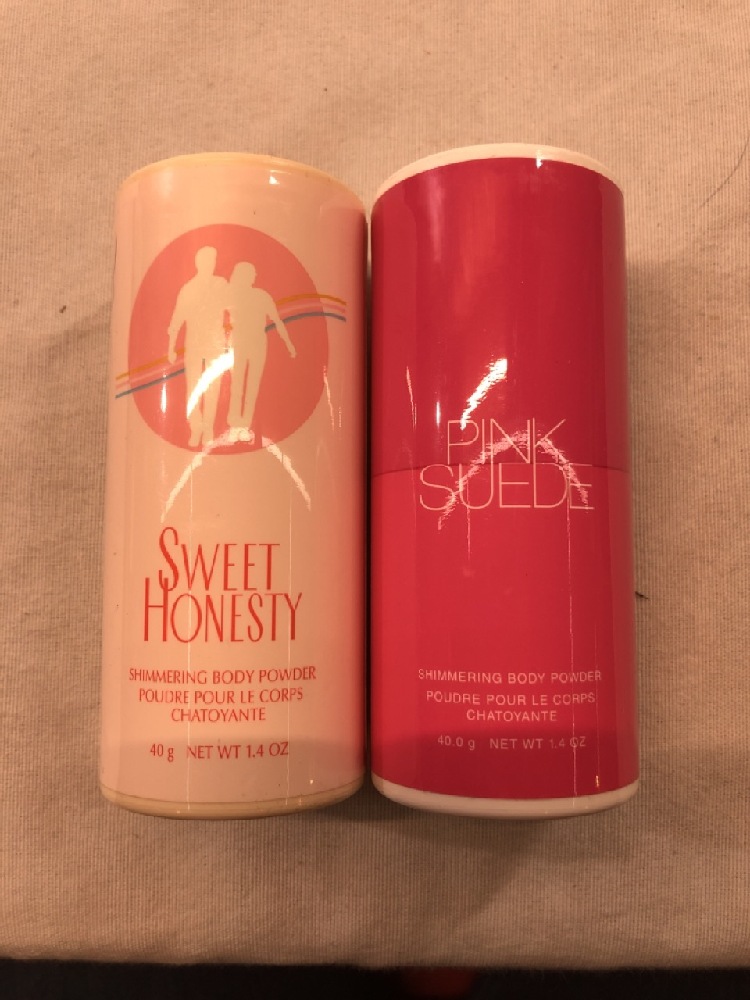 SWEET
HONESTY
SHIMMERING BODY POWDER
POUDRE POUR LE CORPS
CHATOYANTE
40 g NET WT 1.4 OZ
PINK
SUEDE
SHIMMERING BODY POWDER
POUDRE POUR LE CORPS
CHATOYANTE
40.0 g NET WT 1.4 OZ